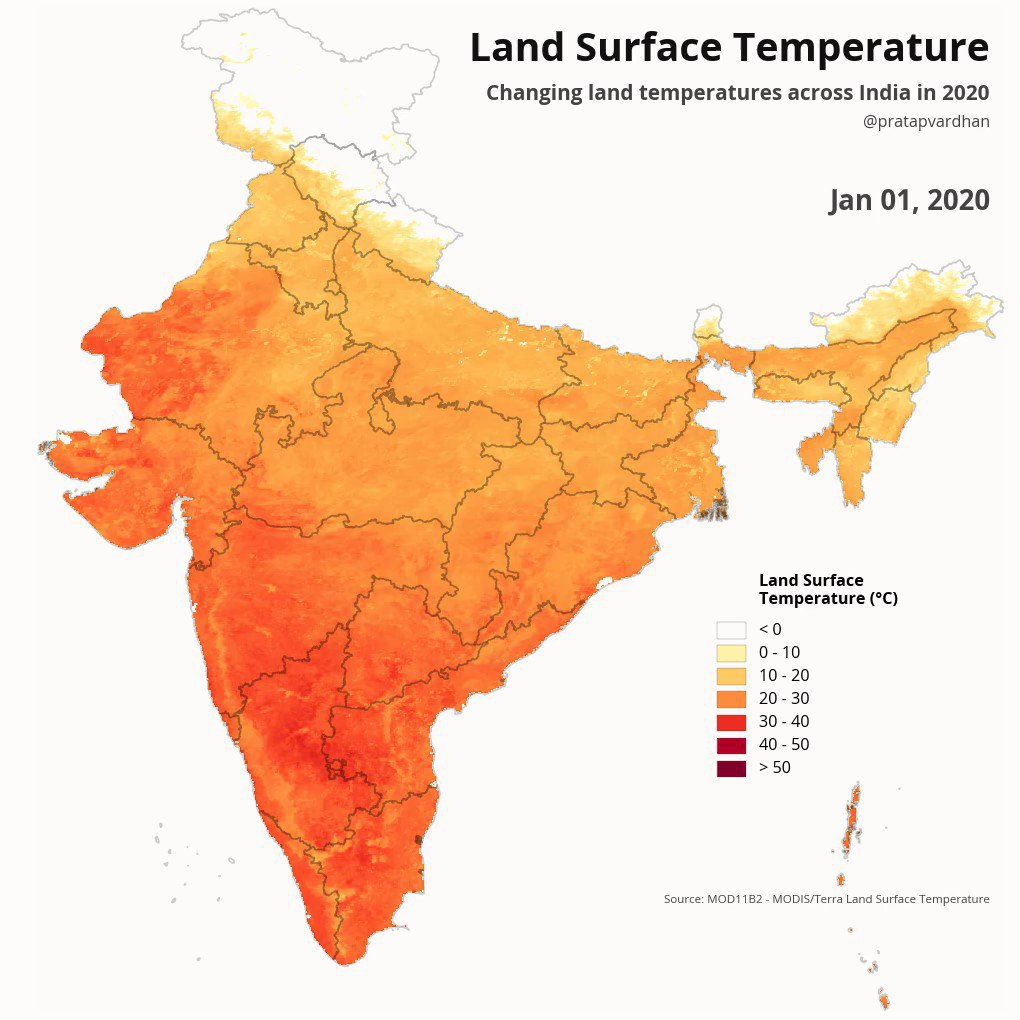 Land Surface Temperature
Changing land temperatures across India in 2020
@pratapvardhan
Jan 01, 2020
Land Surface
Temperature (°C)
< 0
0 - 10
10 - 20
20 - 30
30 - 40
40 - 50
> 50
Source: MOD11B2 - MODIS/Terra Land Surface Temperature